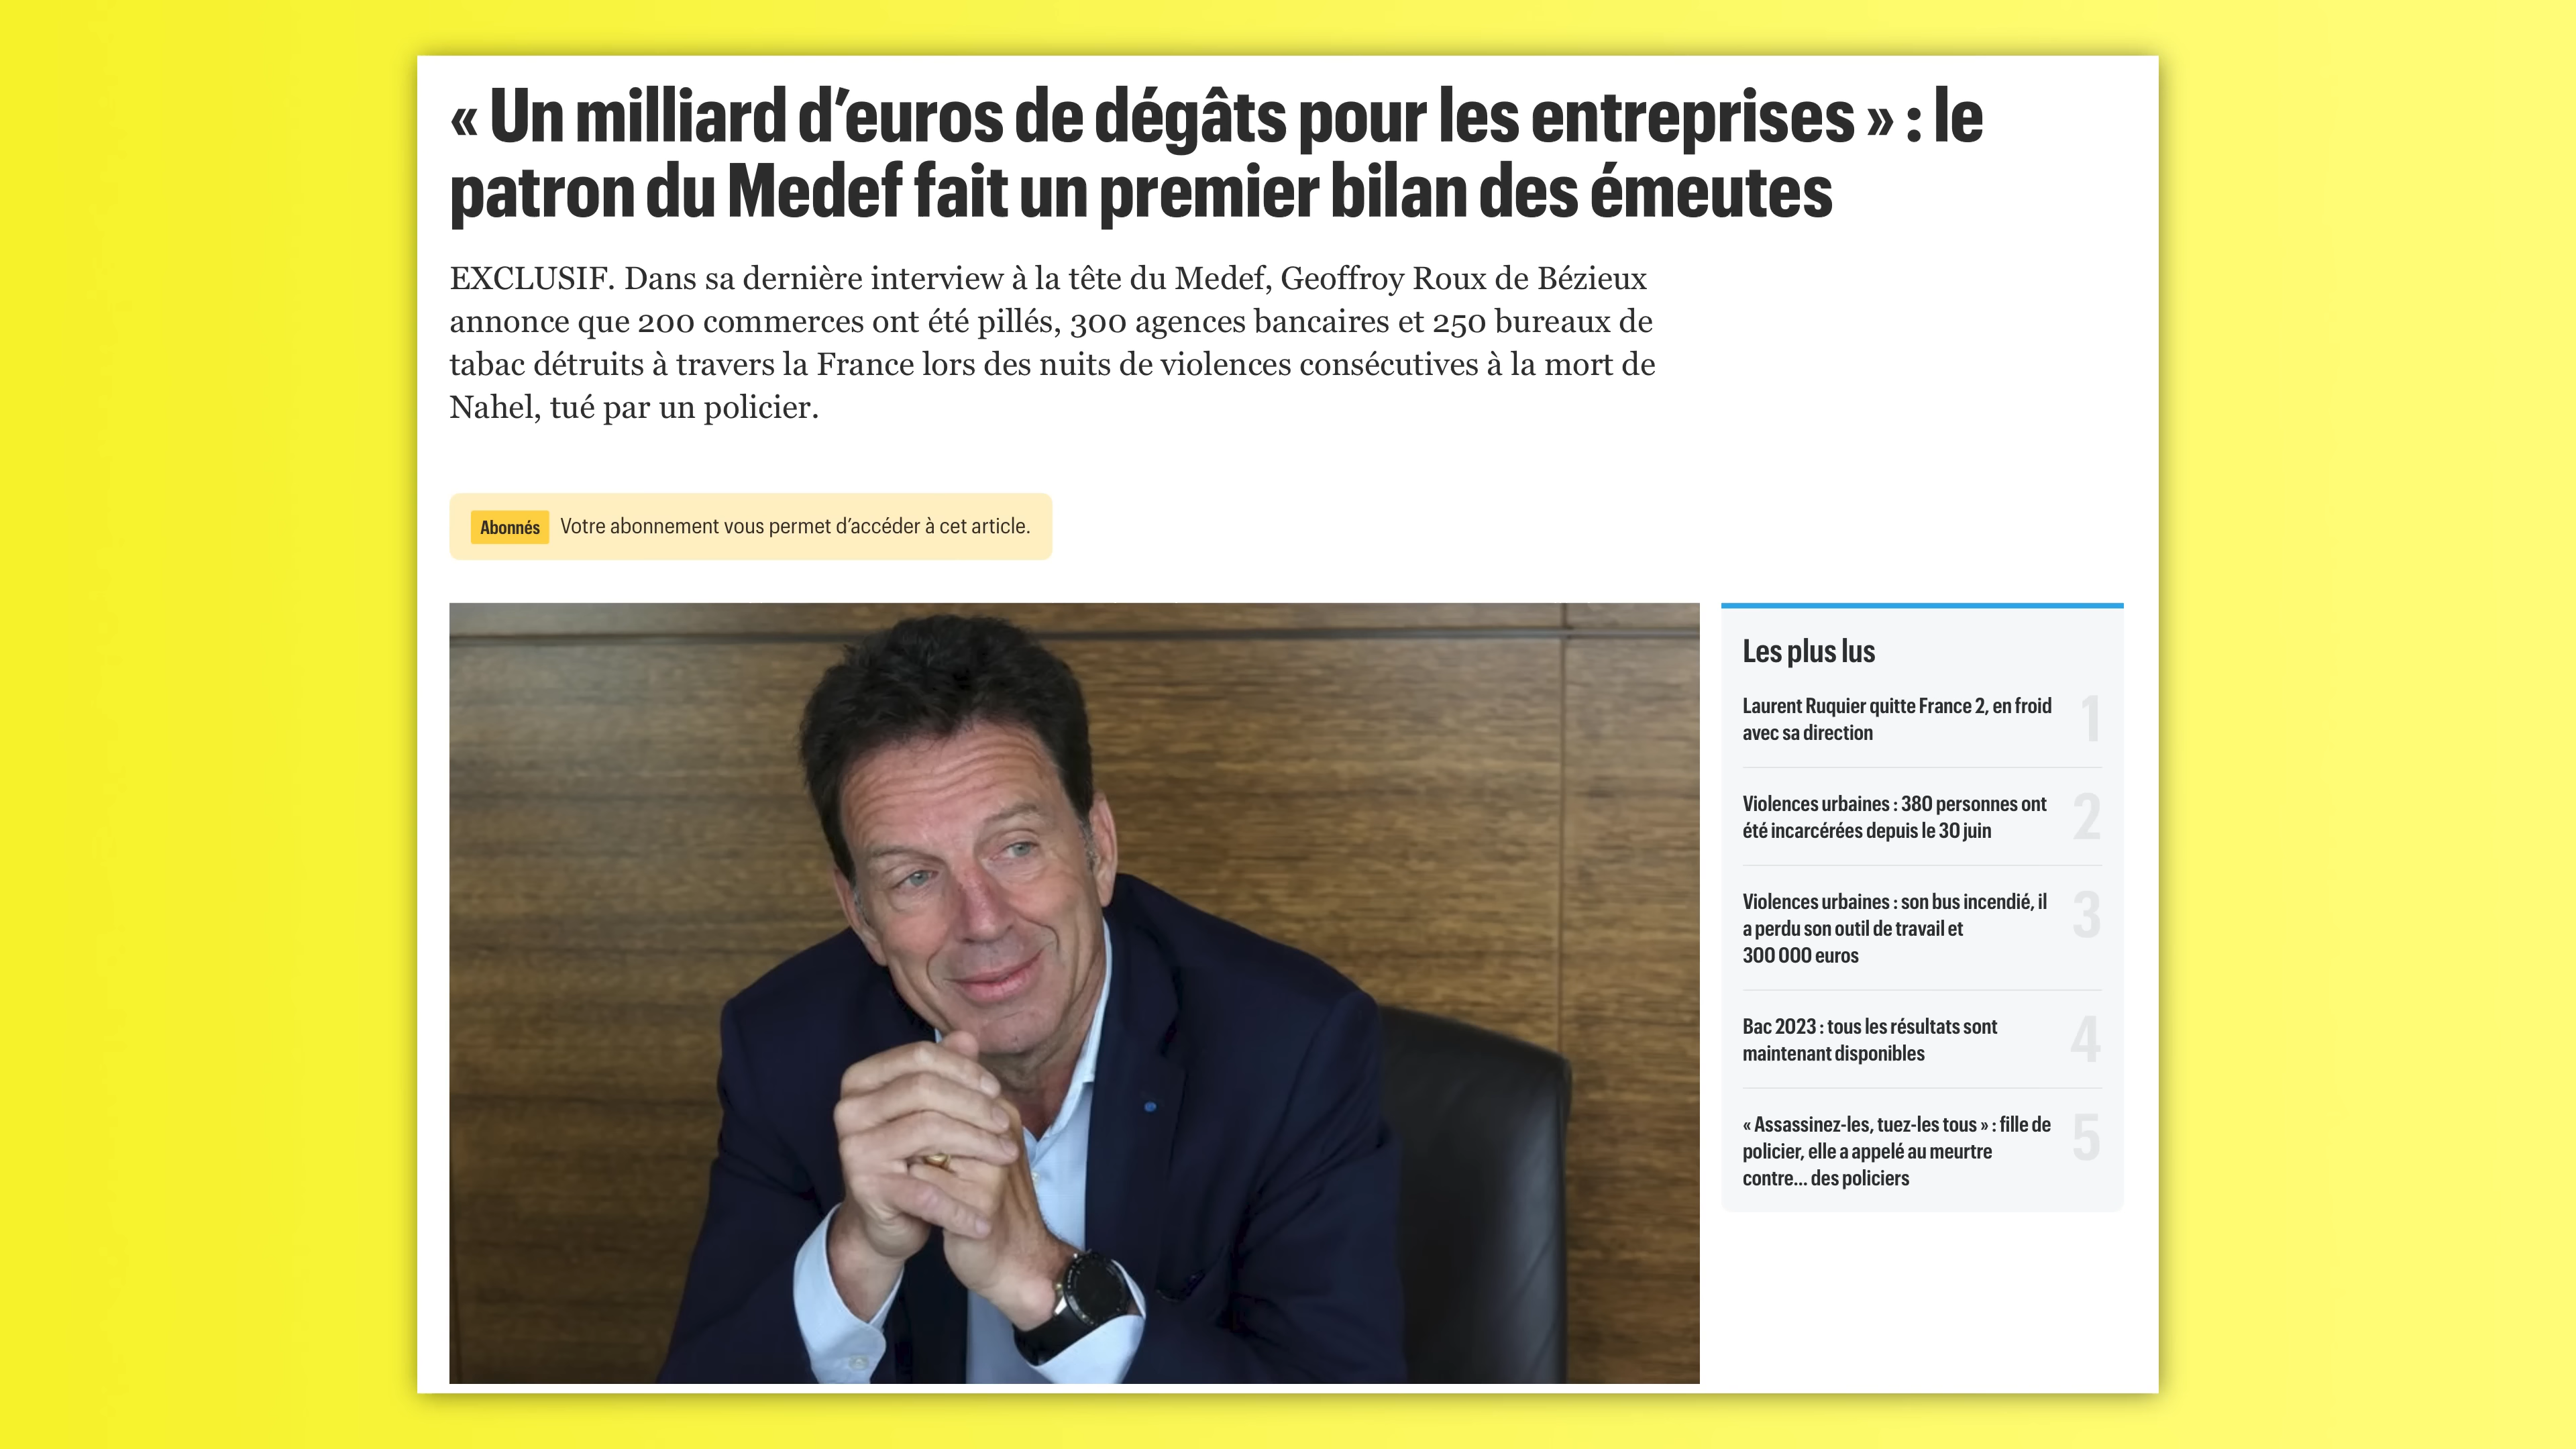 « Un milliard d’euros de dégâts pour les entreprises » : le
patron du Medef fait un premier bilan des émeutes
EXCLUSIF. Dans sa dernière interview à la tête du Medef, Geoffroy Roux de Bézieux
annonce que 200 commerces ont été pillés, 300 agences bancaires et 250 bureaux de
tabac détruits à travers la France lors des nuits de violences consécutives à la mort de
Nahel, tué par un policier.
Abonnés Votre abonnement vous permet d’accéder à cet article.
Les plus lus
Laurent Ruquier quitte France 2, en froid
avec sa direction
1
Violences urbaines : 380 personnes ont
été incarcérées depuis le 30 juin
2
Violences urbaines : son bus incendié, il
a perdu son outil de travail et
300 000 euros
3
Bac 2023 : tous les résultats sont
maintenant disponibles
4
« Assassinez-les, tuez-les tous » : fille de
policier, elle a appelé au meurtre
contre... des policiers
5